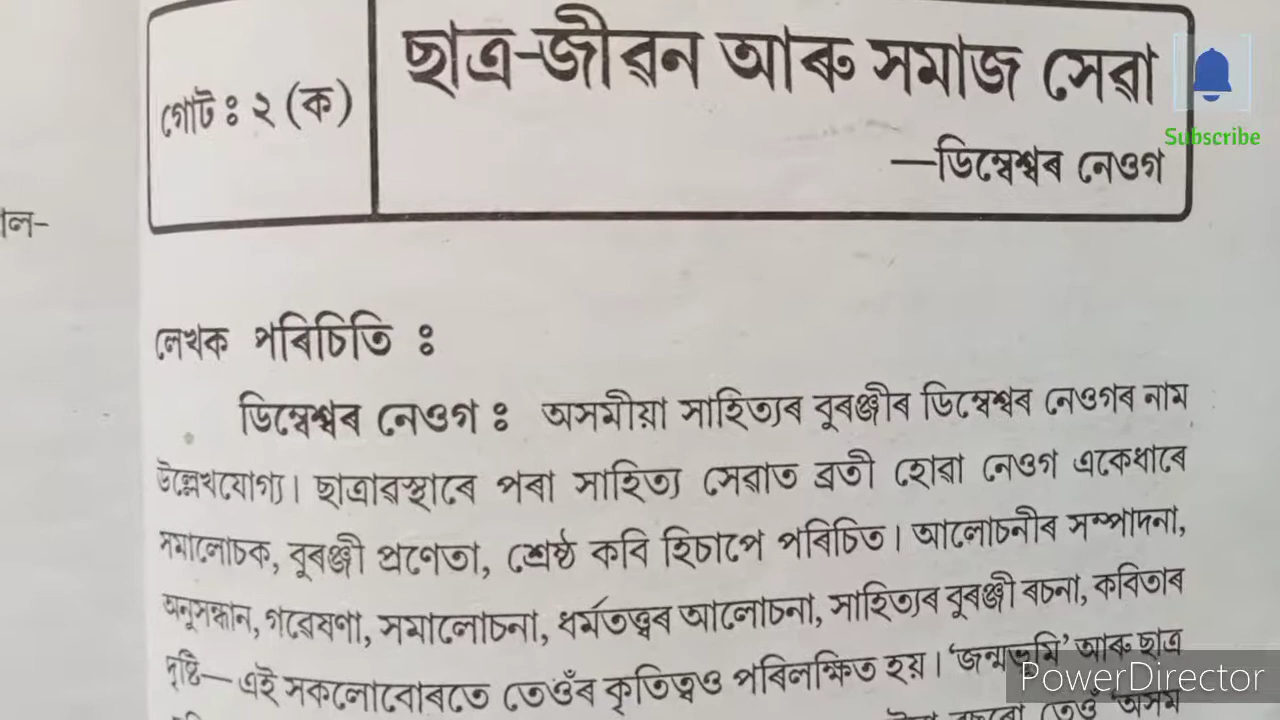 গোট : ২ (ক)
ছাত্ৰ-জীৱন আৰু সমাজ সেৱা
—ডিম্বেশ্বৰ নেওগ
Subscribe
াল-
লেখক পৰিচিতি :
ডিম্বেশ্বৰ নেওগ : অসমীয়া সাহিত্যৰ বুৰঞ্জীৰ ডিম্বেশ্বৰ নেওগৰ নাম
উল্লেখযোগ্য। ছাত্ৰাৱস্থাৰে পৰা সাহিত্য সেৱাত ব্ৰতী হোৱা নেওগ একেধাৰে
সমালোচক, বুৰঞ্জী প্ৰণেতা, শ্ৰেষ্ঠ কবি হিচাপে পৰিচিত। আলোচনীৰ সম্পাদনা,
অনুসন্ধান, গৱেষণা, সমালোচনা, ধৰ্মতত্ত্বৰ আলোচনা, সাহিত্যৰ বুৰঞ্জী ৰচনা, কবিতাৰ
দৃষ্টি— এই সকলোবোৰতে তেওঁৰ কৃতিত্বও পৰিলক্ষিত হয়। ‘জন্মভূমি’ আৰু ছাত্ৰ
তেওঁ ‘অসম
PowerDirector